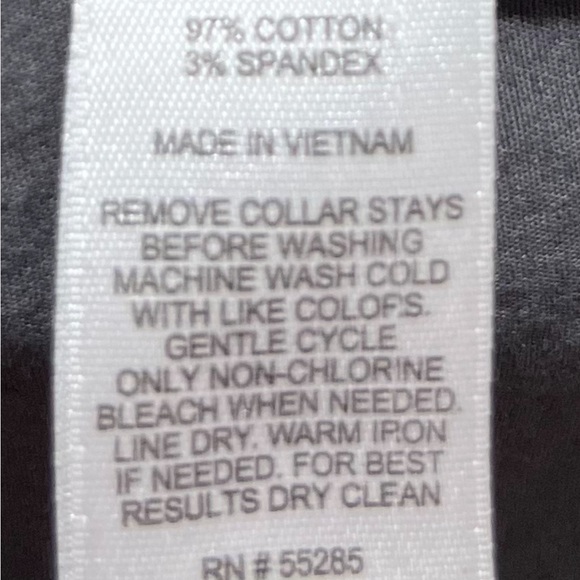 97% COTTON
3% SPANDEX
MADE IN VIETNAM
REMOVE COLLAR STAYS
BEFORE WASHING
MACHINE WASH COLD
WITH LIKE COLORS.
GENTLE CYCLE
ONLY NON-CHLORINE
BLEACH WHEN NEEDED.
LINE DRY. WARM IRON
IF NEEDED. FOR BEST
RESULTS DRY CLEAN
RN # 55285